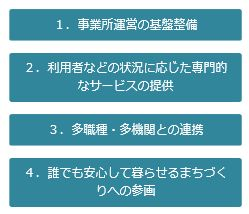 １．事業所運営の基盤整備
２．利用者などの状況に応じた専門的
なサービスの提供
３．多職種・多機関との連携
４．誰でも安心して暮らせるまちづく
りへの参画